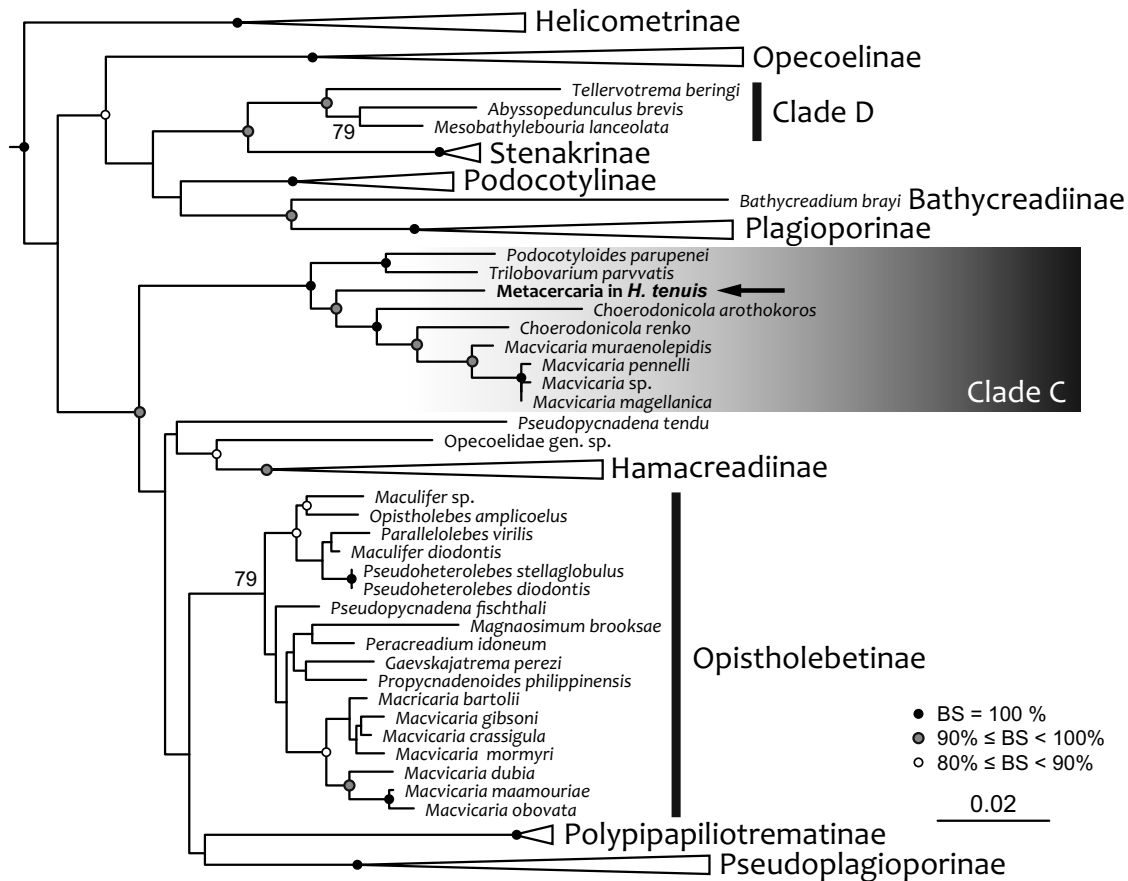 Helicometrinae
Opecoelinae
Tellervotrema beringi
Abyssopedunculus brevis
79
Mesobathylebouria lanceolata
Clade D
Stenakrinae
Podocotylinae
Bathycreadium brayi Bathycreadiinae
Plagioporinae
Podocotyloides parupenei
Trilobovarium parvvatis
Metacercaria in H. tenuis
Choerodonicola arothokoros
Choerodonicola renko
Macvicaria muraenolepidis
Macvicaria pennelli
Macvicaria sp.
Macvicaria magellanica
Clade C
Pseudopycnadena tendu
Opecoelidae gen. sp.
Hamacreadiinae
Maculifer sp.
Opistholebes amplicoelus
Parallelolebes virilis
Maculifer diodontis
79
Pseudoheterolebes stellaglobulus
Pseudoheterolebes diodontis
Pseudopycnadena fischthali
Magnaosimum brooksae
Peracreadium idoneum
Gaevskajatrema perezi
Propycnadenoides philippinensis
Macricaria bartolii
Macvicaria gibsoni
Macvicaria crassigula
Macvicaria mormyri
Macvicaria dubia
Macvicaria maamouriae
Macvicaria obovata
Opistholebetinae
Polypipapiliotrematinae
Pseudoplagioporinae
BS = 100 %
90% ≤ BS < 100%
80% ≤ BS < 90%
0.02